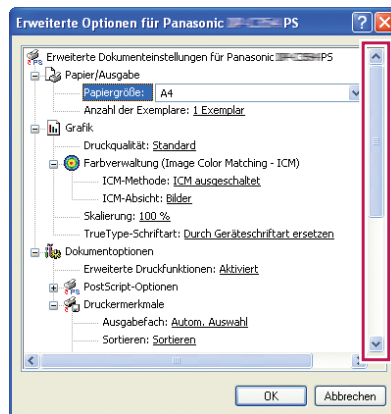 Erweiterte Optionen für Panasonic PS
Erweiterte Dokumenteinstellungen für Panasonic PS
Papier/Ausgabe
Papiergröße: A4
Anzahl der Exemplare: 1 Exemplar
Grafik
Druckqualität: Standard
Farbverwaltung (Image Color Matching - ICM)
ICM-Methode: ICM ausgeschaltet
ICM-Absicht: Bilder
Skalierung: 100 %
TrueType-Schriftart: Durch Geräteschriftart ersetzen
Dokumentoptionen
Erweiterte Druckfunktionen: Aktiviert
PostScript-Optionen
Druckermerkmale
Ausgabefach: Autom. Auswahl
Sortieren: Sortieren
OK Abbrechen